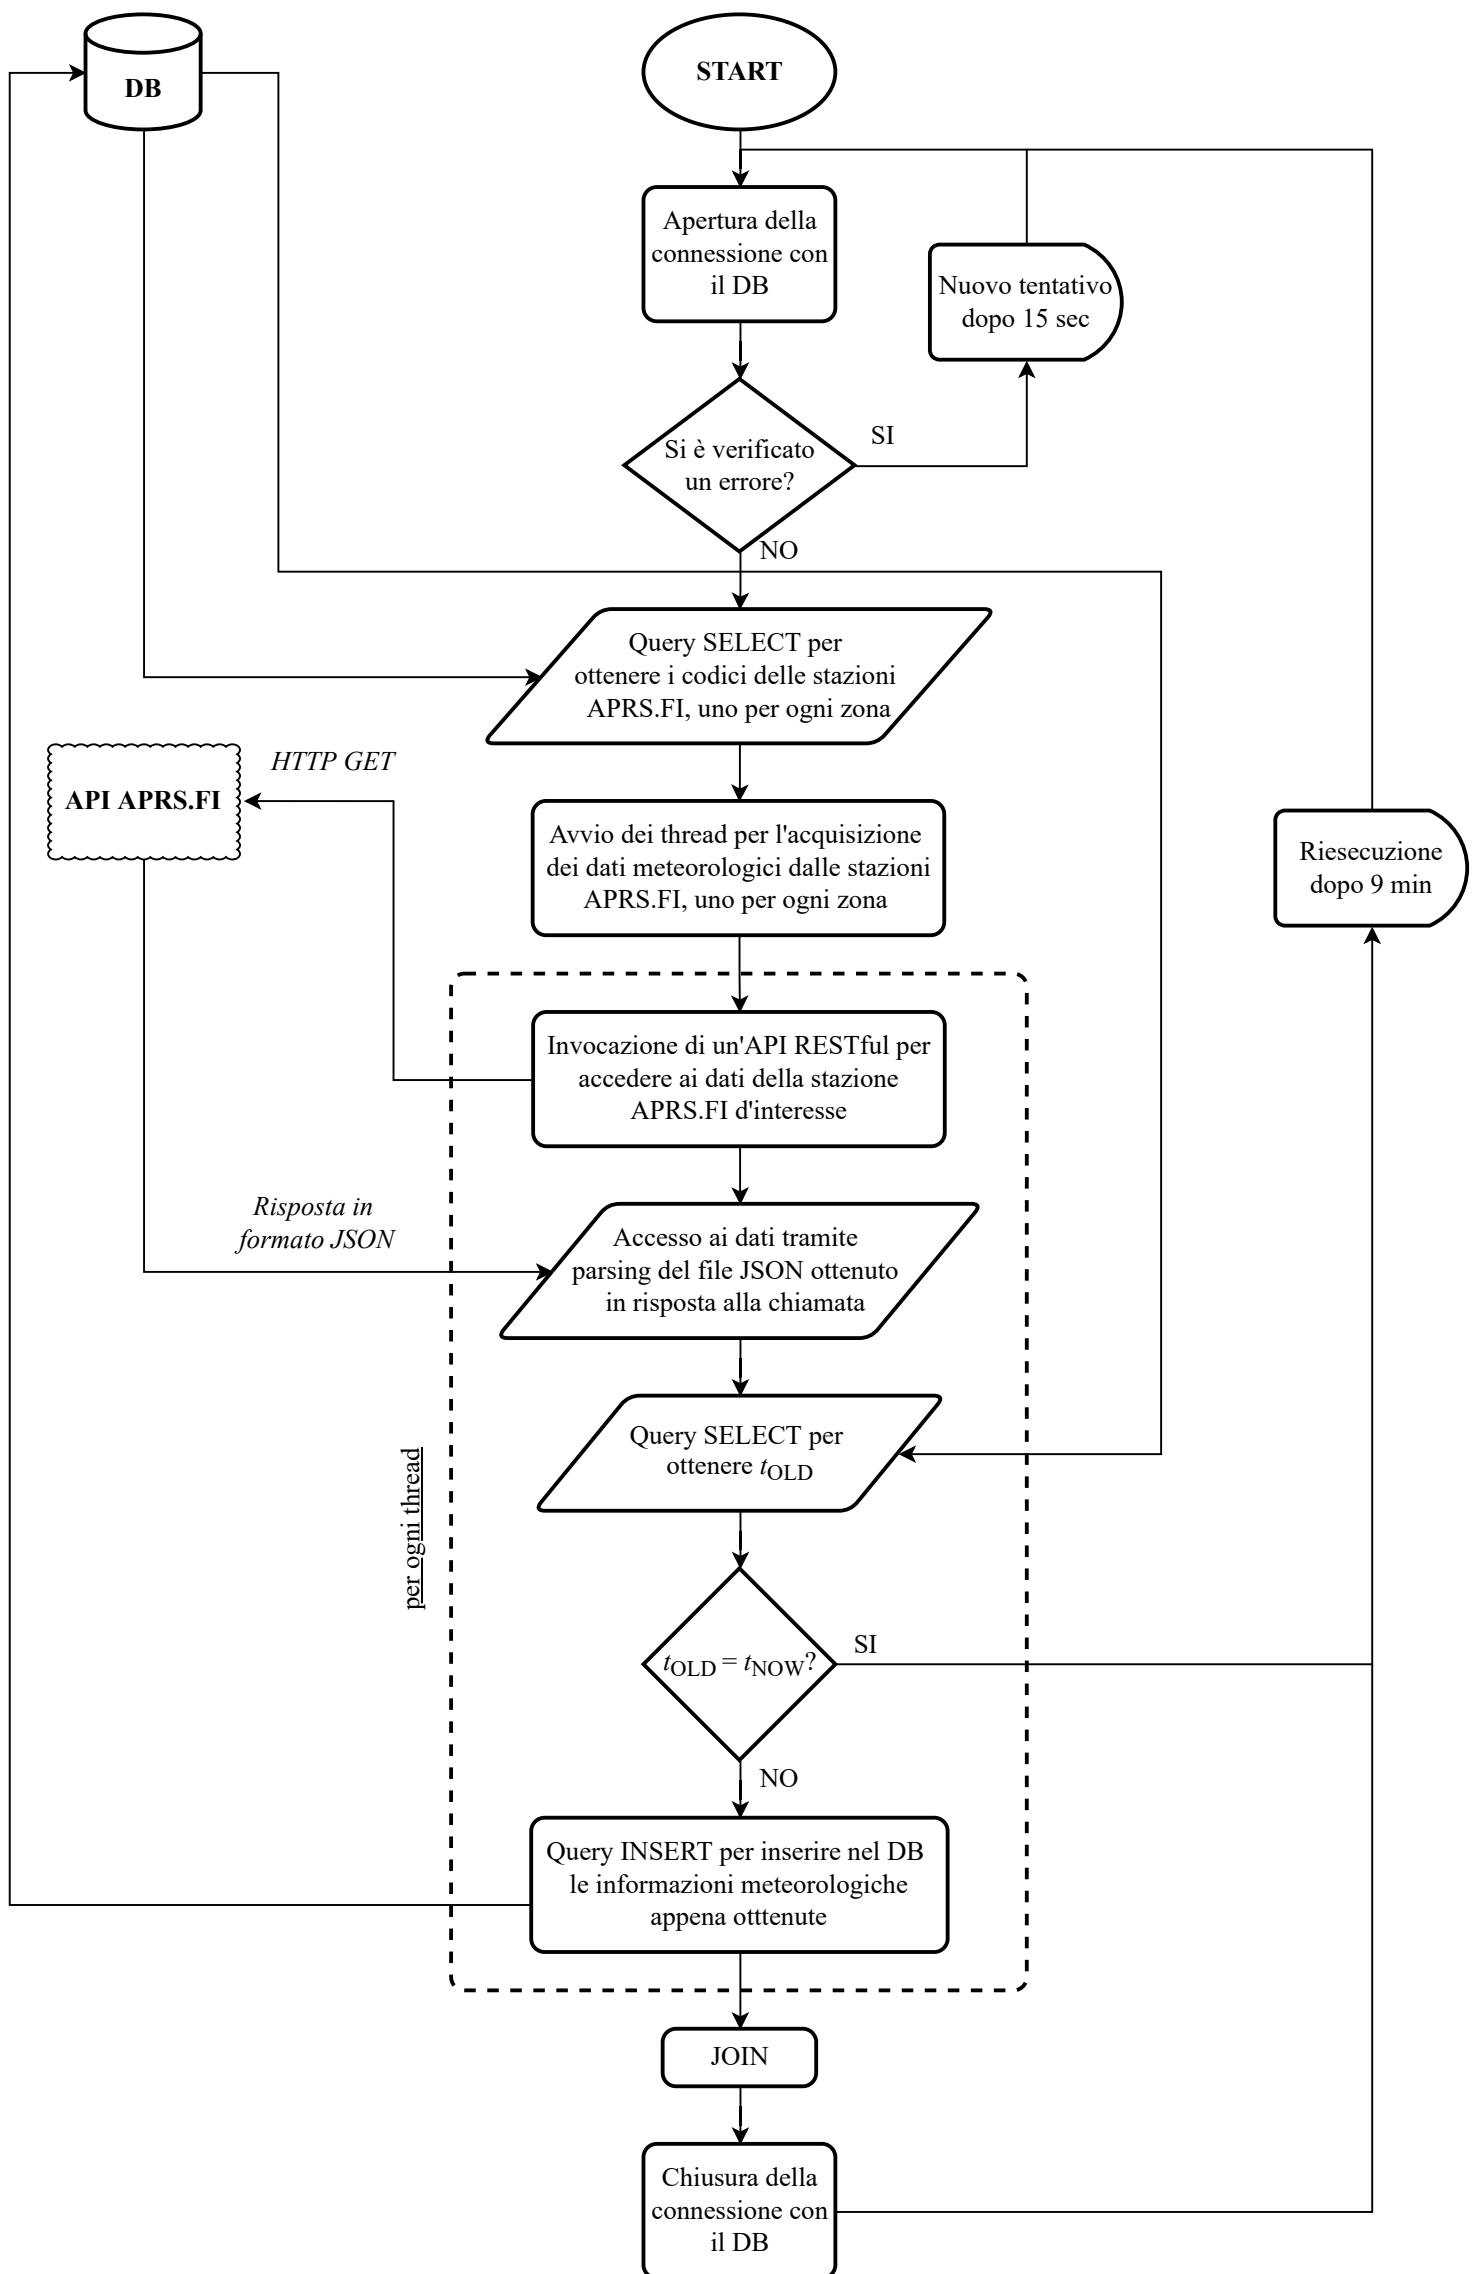 DB
START
Apertura della
connessione con
il DB
Nuovo tentativo
dopo 15 sec
Si è verificato
un errore?
SI
NO
Query SELECT per
ottenere i codici delle stazioni
APRS.FI, uno per ogni zona
HTTP GET
API APRS.FI
Avvio dei thread per l'acquisizione
dei dati meteorologici dalle stazioni
APRS.FI, uno per ogni zona
Riesecuzione
dopo 9 min
Invocazione di un'API RESTful per
accedere ai dati della stazione
APRS.FI d'interesse
Risposta in
formato JSON
Accesso ai dati tramite
parsing del file JSON ottenuto
in risposta alla chiamata
Query SELECT per
ottenere tOLD
per ogni thread
tOLD = tNOW?
SI
NO
Query INSERT per inserire nel DB
le informazioni meteorologiche
appena otttenute
JOIN
Chiusura della
connessione con
il DB